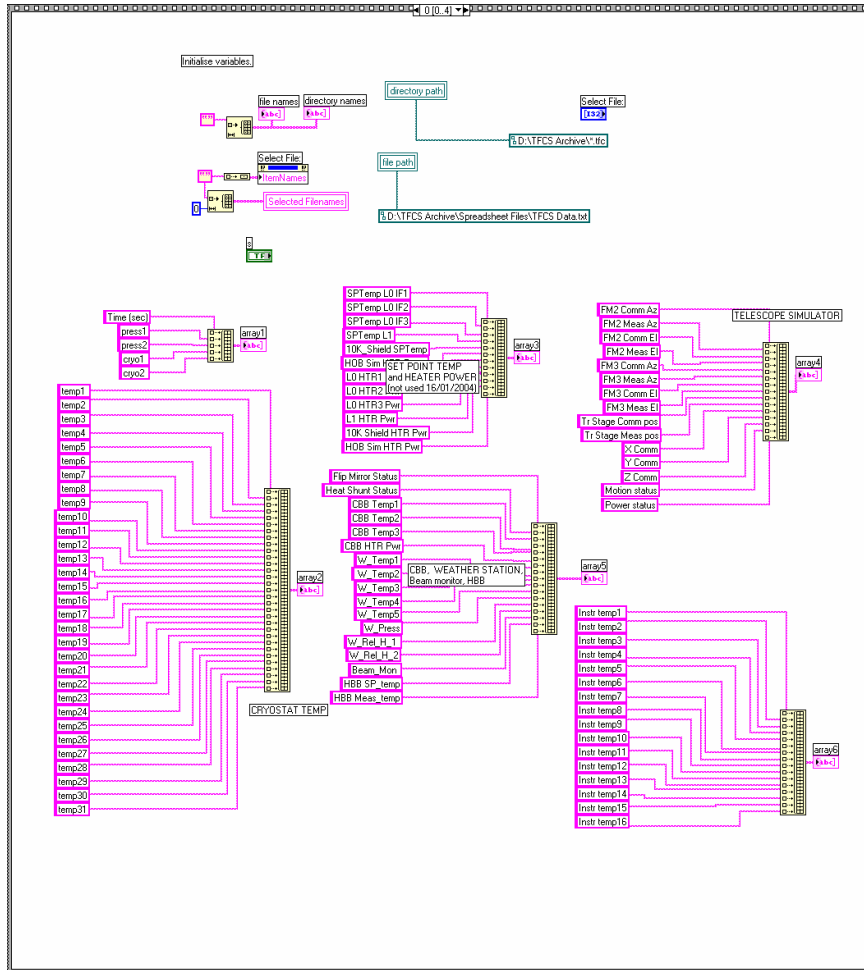 0 [0..4]
Initialise variables.
file names
directory names
abc
abc
directory path
Select File:
I32
D:\TFCS Archive\*.tfc
Select File:
ItemNames
file path
0
Selected Filenames
D:\TFCS Archive\Spreadsheet Files\TFCS Data.txt
s
TF
Time (sec)
press1
press2
cryo1
cryo2
array1
abc
SPTemp L0 IF1
SPTemp L0 IF2
SPTemp L0 IF3
SPTemp L1
10K_Shield SPTemp
HOB Sim
L0 HTR1
L0 HTR2
L0 HTR3 Pwr
L1 HTR Pwr
10K Shield HTR Pwr
HOB Sim HTR Pwr
SET POINT TEMP
and HEATER POWER
(not used 16/01/2004)
array3
abc
TELESCOPE SIMULATOR
FM2 Comm Az
FM2 Meas Az
FM2 Comm El
FM2 Meas El
FM3 Comm Az
FM3 Meas Az
FM3 Comm El
FM3 Meas El
Tr Stage Comm pos
Tr Stage Meas pos
X Comm
Y Comm
Z Comm
Motion status
Power status
array4
abc
temp1
temp2
temp3
temp4
temp5
temp6
temp7
temp8
temp9
temp10
temp11
temp12
temp13
temp14
temp15
temp16
temp17
temp18
temp19
temp20
temp21
temp22
temp23
temp24
temp25
temp26
temp27
temp28
temp29
temp30
temp31
array2
abc
CRYOSTAT TEMP
Flip Mirror Status
Heat Shunt Status
CBB Temp1
CBB Temp2
CBB Temp3
CBB HTR Pwr
W_Temp1
W_Temp2
W_Temp3
W_Temp4
W_Temp5
W_Press
W_Rel_H_1
W_Rel_H_2
Beam_Mon
HBB SP_temp
HBB Meas_temp
CBB, WEATHER STATION,
Beam monitor, HBB
array5
abc
Instr temp1
Instr temp2
Instr temp3
Instr temp4
Instr temp5
Instr temp6
Instr temp7
Instr temp8
Instr temp9
Instr temp10
Instr temp11
Instr temp12
Instr temp13
Instr temp14
Instr temp15
Instr temp16
array6
abc